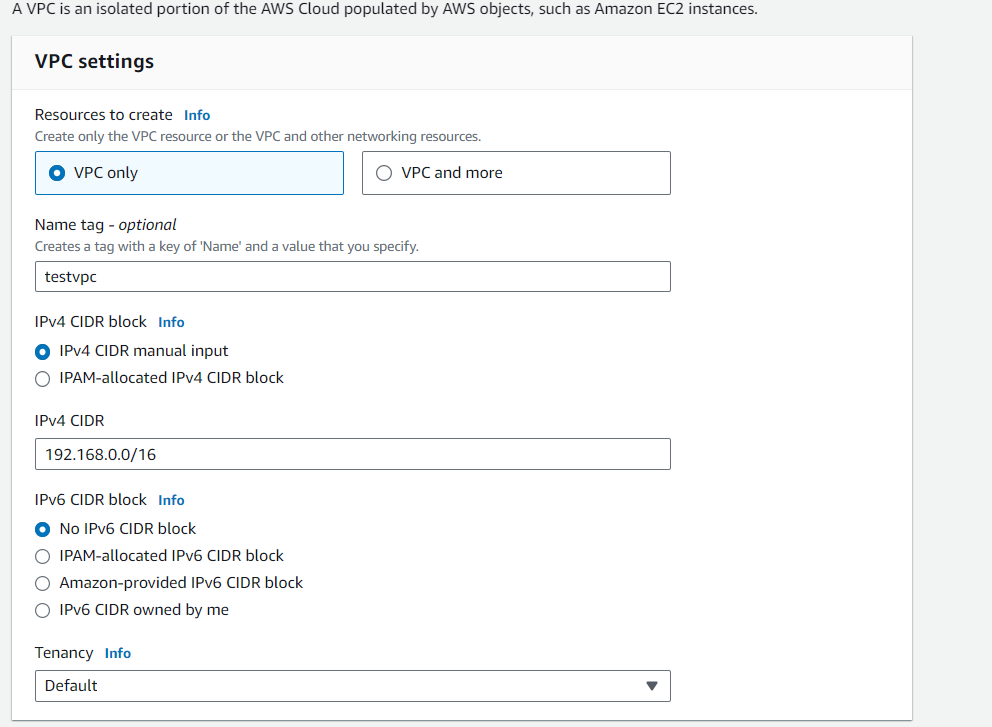 A VPC is an isolated portion of the AWS Cloud populated by AWS objects, such as Amazon EC2 instances.
VPC settings
Resources to create Info
Create only the VPC resource or the VPC and other networking resources.
VPC only
VPC and more
Name tag - optional
Creates a tag with a key of 'Name' and a value that you specify.
testvpc
IPv4 CIDR block Info
IPv4 CIDR manual input
IPAM-allocated IPv4 CIDR block
IPv4 CIDR
192.168.0.0/16
IPv6 CIDR block Info
No IPv6 CIDR block
IPAM-allocated IPv6 CIDR block
Amazon-provided IPv6 CIDR block
IPv6 CIDR owned by me
Tenancy Info
Default